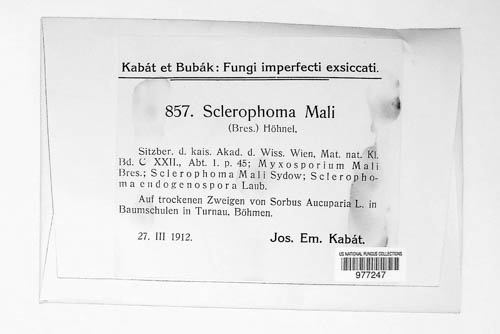 Kabát et Bubák: Fungi imperfecti exsiccati.
857. Sclerophoma Mali
(Bres.) Höhnel.
Sitzber. d. kais. Akad. d. Wiss. Wien, Mat. nat. Kl.
Bd. C XXII., Abt. 1. p. 45; Myxosporium Mali
Bres.; Sclerophoma Mali Sydow; Scleropho-
ma endogenospora Laub.
Auf trockenen Zweigen von Sorbus Aucuparia L. in
Baumschulen in Turnau, Böhmen.
27. III 1912. Jos. Em. Kabát.
US NATIONAL FUNGUS COLLECTIONS
977247